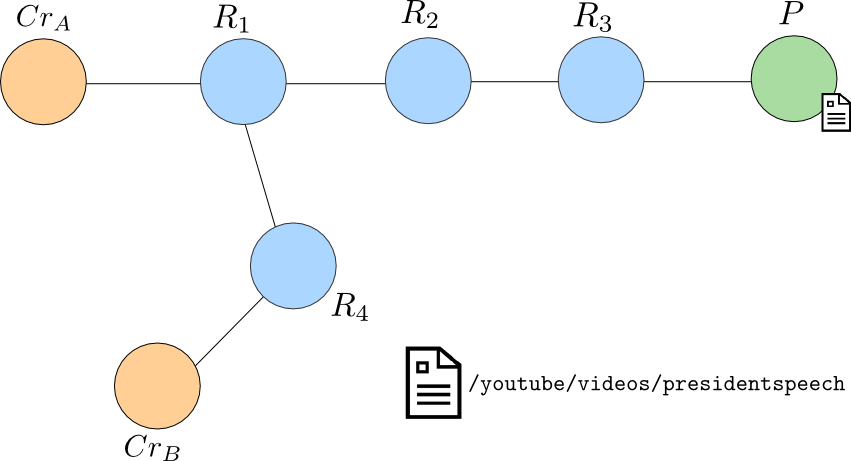 Cr_A
R_1
R_2
R_3
P
R_4
/youtube/videos/presidentspeech
Cr_B